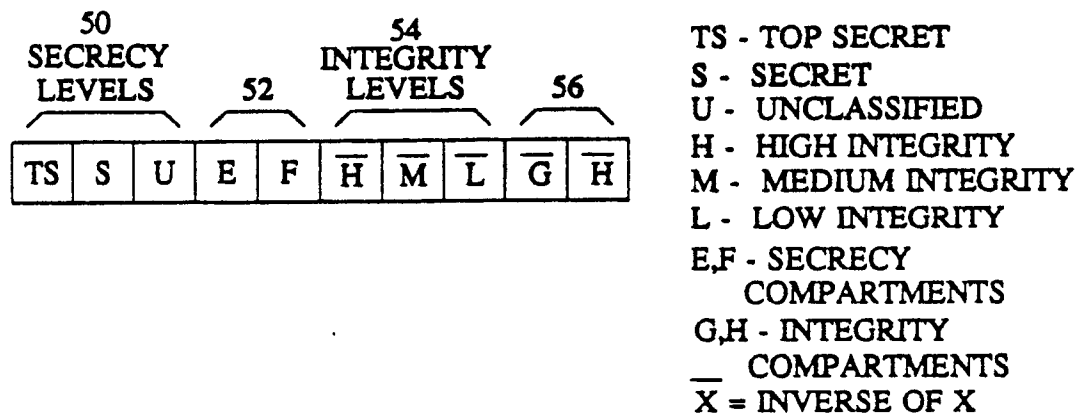 50
SECRECY
LEVELS
52
54
INTEGRITY
LEVELS
56
TS S U E F H̅ M̅ L̅ G̅ H̅
TS - TOP SECRET
S - SECRET
U - UNCLASSIFIED
H - HIGH INTEGRITY
M - MEDIUM INTEGRITY
L - LOW INTEGRITY
E,F - SECRECY
COMPARTMENTS
G,H - INTEGRITY
COMPARTMENTS
X̅ = INVERSE OF X